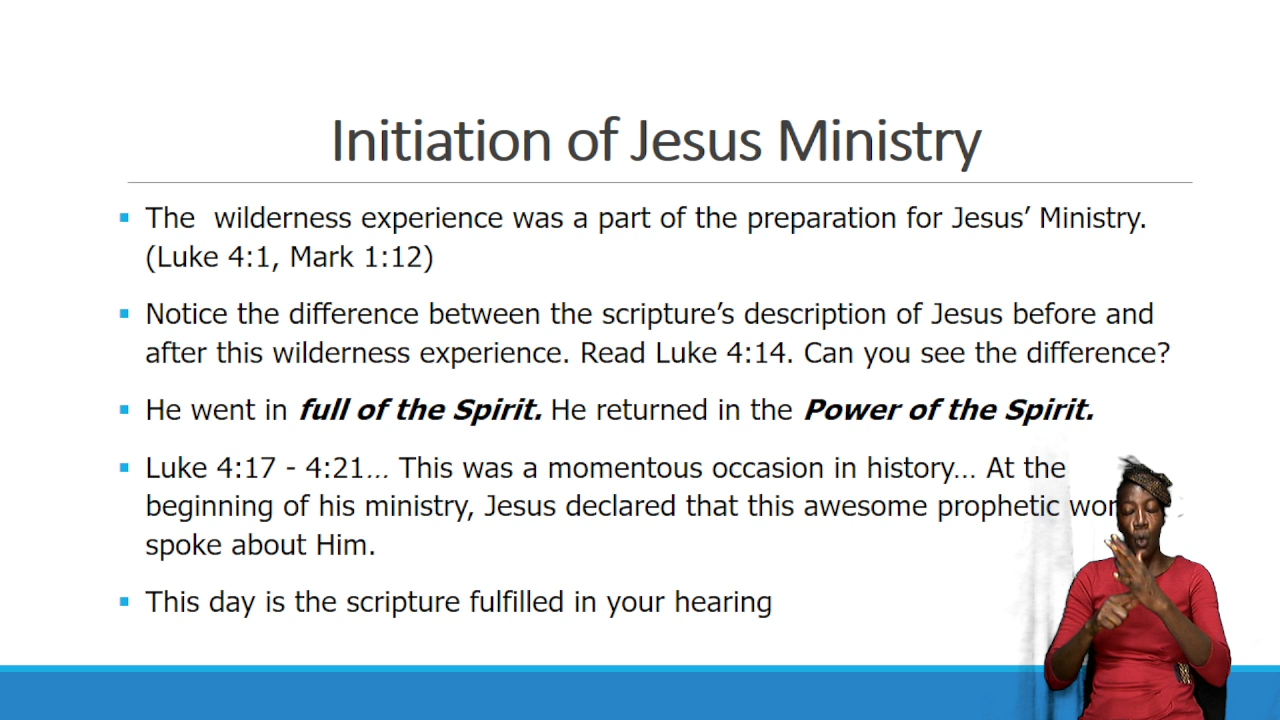 Initiation of Jesus Ministry
The  wilderness experience was a part of the preparation for Jesus’ Ministry.
(Luke 4:1, Mark 1:12)
Notice the difference between the scripture’s description of Jesus before and
after this wilderness experience. Read Luke 4:14. Can you see the difference?
He went in full of the Spirit. He returned in the Power of the Spirit.
Luke 4:17 - 4:21… This was a momentous occasion in history… At the
beginning of his ministry, Jesus declared that this awesome prophetic
spoke about Him.
This day is the scripture fulfilled in your hearing